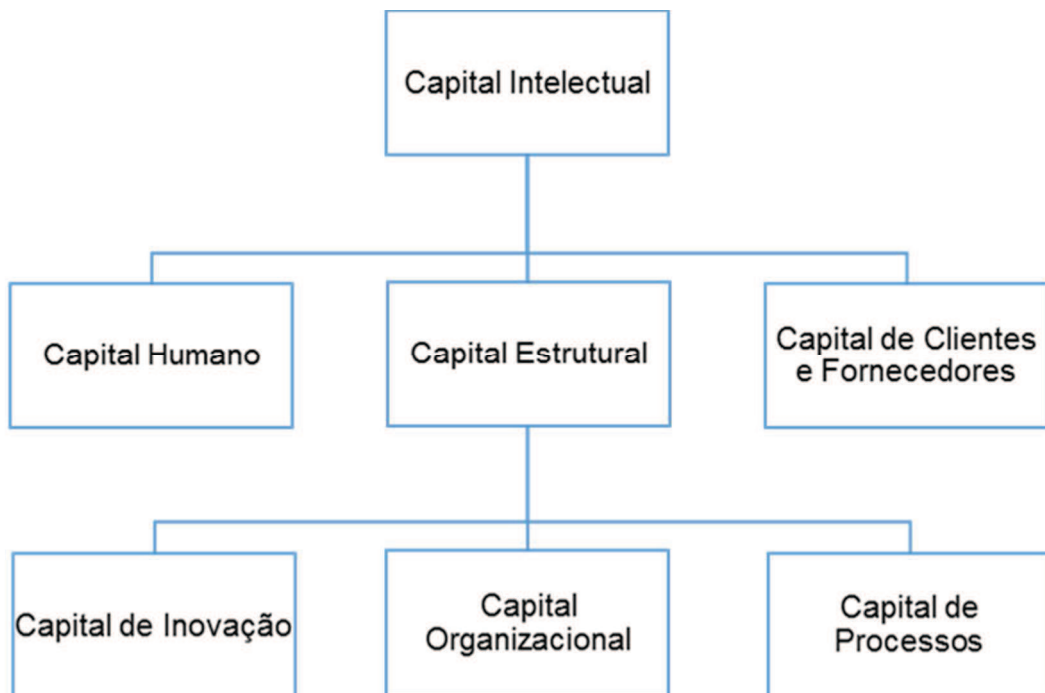 Capital Intelectual
Capital Humano
Capital Estrutural
Capital de Clientes
e Fornecedores
Capital de Inovação
Capital
Organizacional
Capital de
Processos